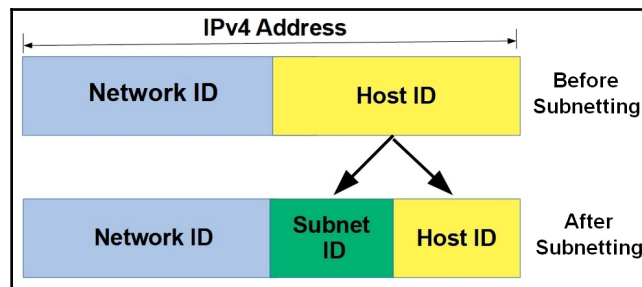 IPv4 Address
Network ID
Host ID
Before
Subnetting
Network ID
Subnet
ID
Host ID
After
Subnetting